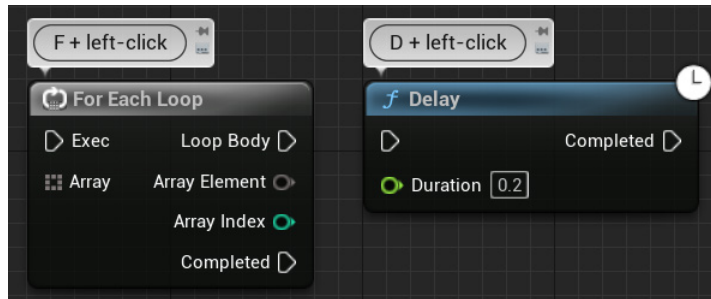 F + left-click
For Each Loop
Exec
Loop Body
Array
Array Element
Array Index
Completed
D + left-click
f Delay
Completed
Duration 0.2